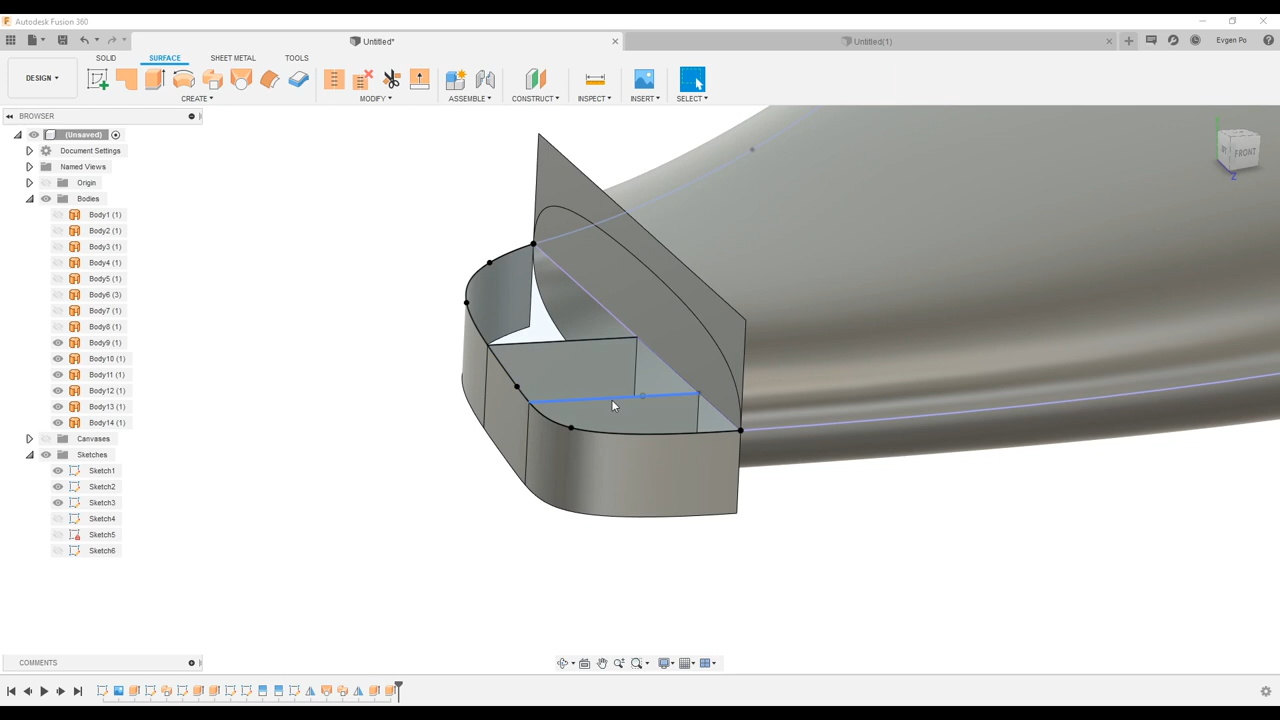 Autodesk Fusion 360
Untitled*
Untitled(1)
Evgen Po
SOLID
SURFACE
SHEET METAL
TOOLS
DESIGN
CREATE
MODIFY
ASSEMBLE
CONSTRUCT
INSPECT
INSERT
SELECT
BROWSER
(Unsaved)
Document Settings
Named Views
Origin
Bodies
Body1 (1)
Body2 (1)
Body3 (1)
Body4 (1)
Body5 (1)
Body6 (3)
Body7 (1)
Body8 (1)
Body9 (1)
Body10 (1)
Body11 (1)
Body12 (1)
Body13 (1)
Body14 (1)
Canvases
Sketches
Sketch1
Sketch2
Sketch3
Sketch4
Sketch5
Sketch6
FRONT
Z
COMMENTS